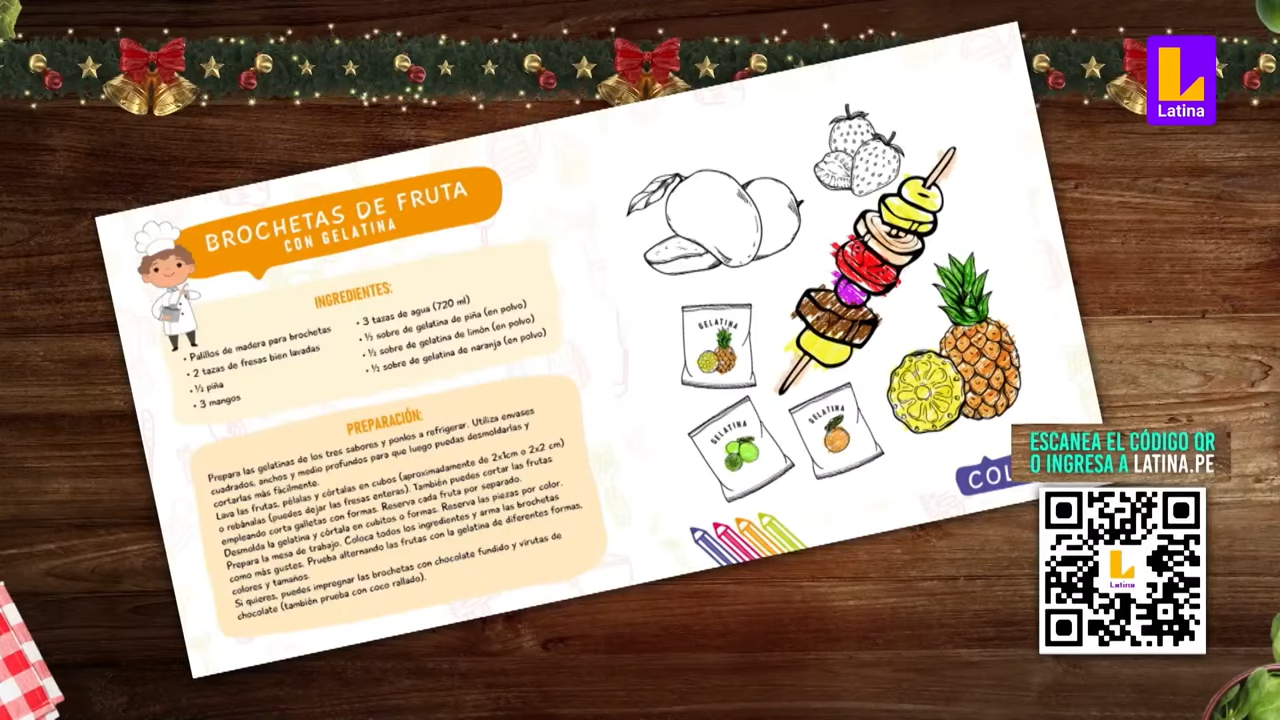 Latina
BROCHETAS DE FRUTA
CON GELATINA
INGREDIENTES:
• Palillos de madera para brochetas
• 2 tazas de fresas bien lavadas
• ½ piña
• 3 mangos
• 3 tazas de agua (720 ml)
• ½ sobre de gelatina de piña (en polvo)
• ½ sobre de gelatina de limón (en polvo)
• ½ sobre de gelatina de naranja (en polvo)
PREPARACIÓN:
Prepara las gelatinas de los tres sabores y ponlos a refrigerar. Utiliza envases
cuadrados, anchos y medio profundos para que luego puedas desmoldarlas y
cortarlas más fácilmente.
Lava las frutas, pélalas y córtalas en cubos (aproximadamente de 2x1cm o 2x2 cm)
o rebánalas (puedes dejar las fresas enteras). También puedes cortar las frutas
empleando corta galletas con formas. Reserva cada fruta por separado.
Desmolda la gelatina y córtala en cubitos o formas. Reserva las piezas por color.
Prepara la mesa de trabajo. Coloca todos los ingredientes y arma las brochetas
como más gustes. Prueba alternando las frutas con la gelatina de diferentes formas,
colores y tamaños.
Si quieres, puedes impregnar las brochetas con chocolate fundido y virutas de
chocolate (también prueba con coco rallado).
GELATINA
GELATINA
GELATINA
COL
ESCANEA EL CÓDIGO QR
O INGRESA A LATINA.PE
Latina